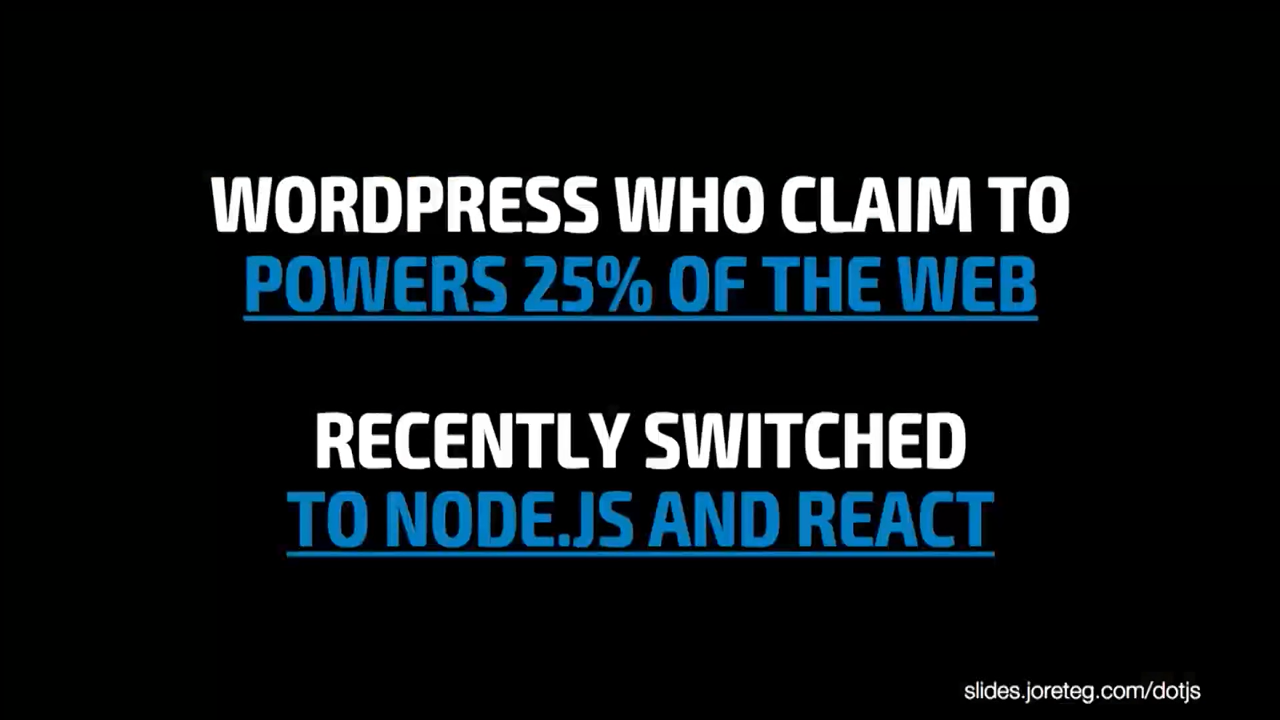 WORDPRESS WHO CLAIM TO
POWERS 25% OF THE WEB
RECENTLY SWITCHED
TO NODE.JS AND REACT
slides.joreteg.com/dotjs